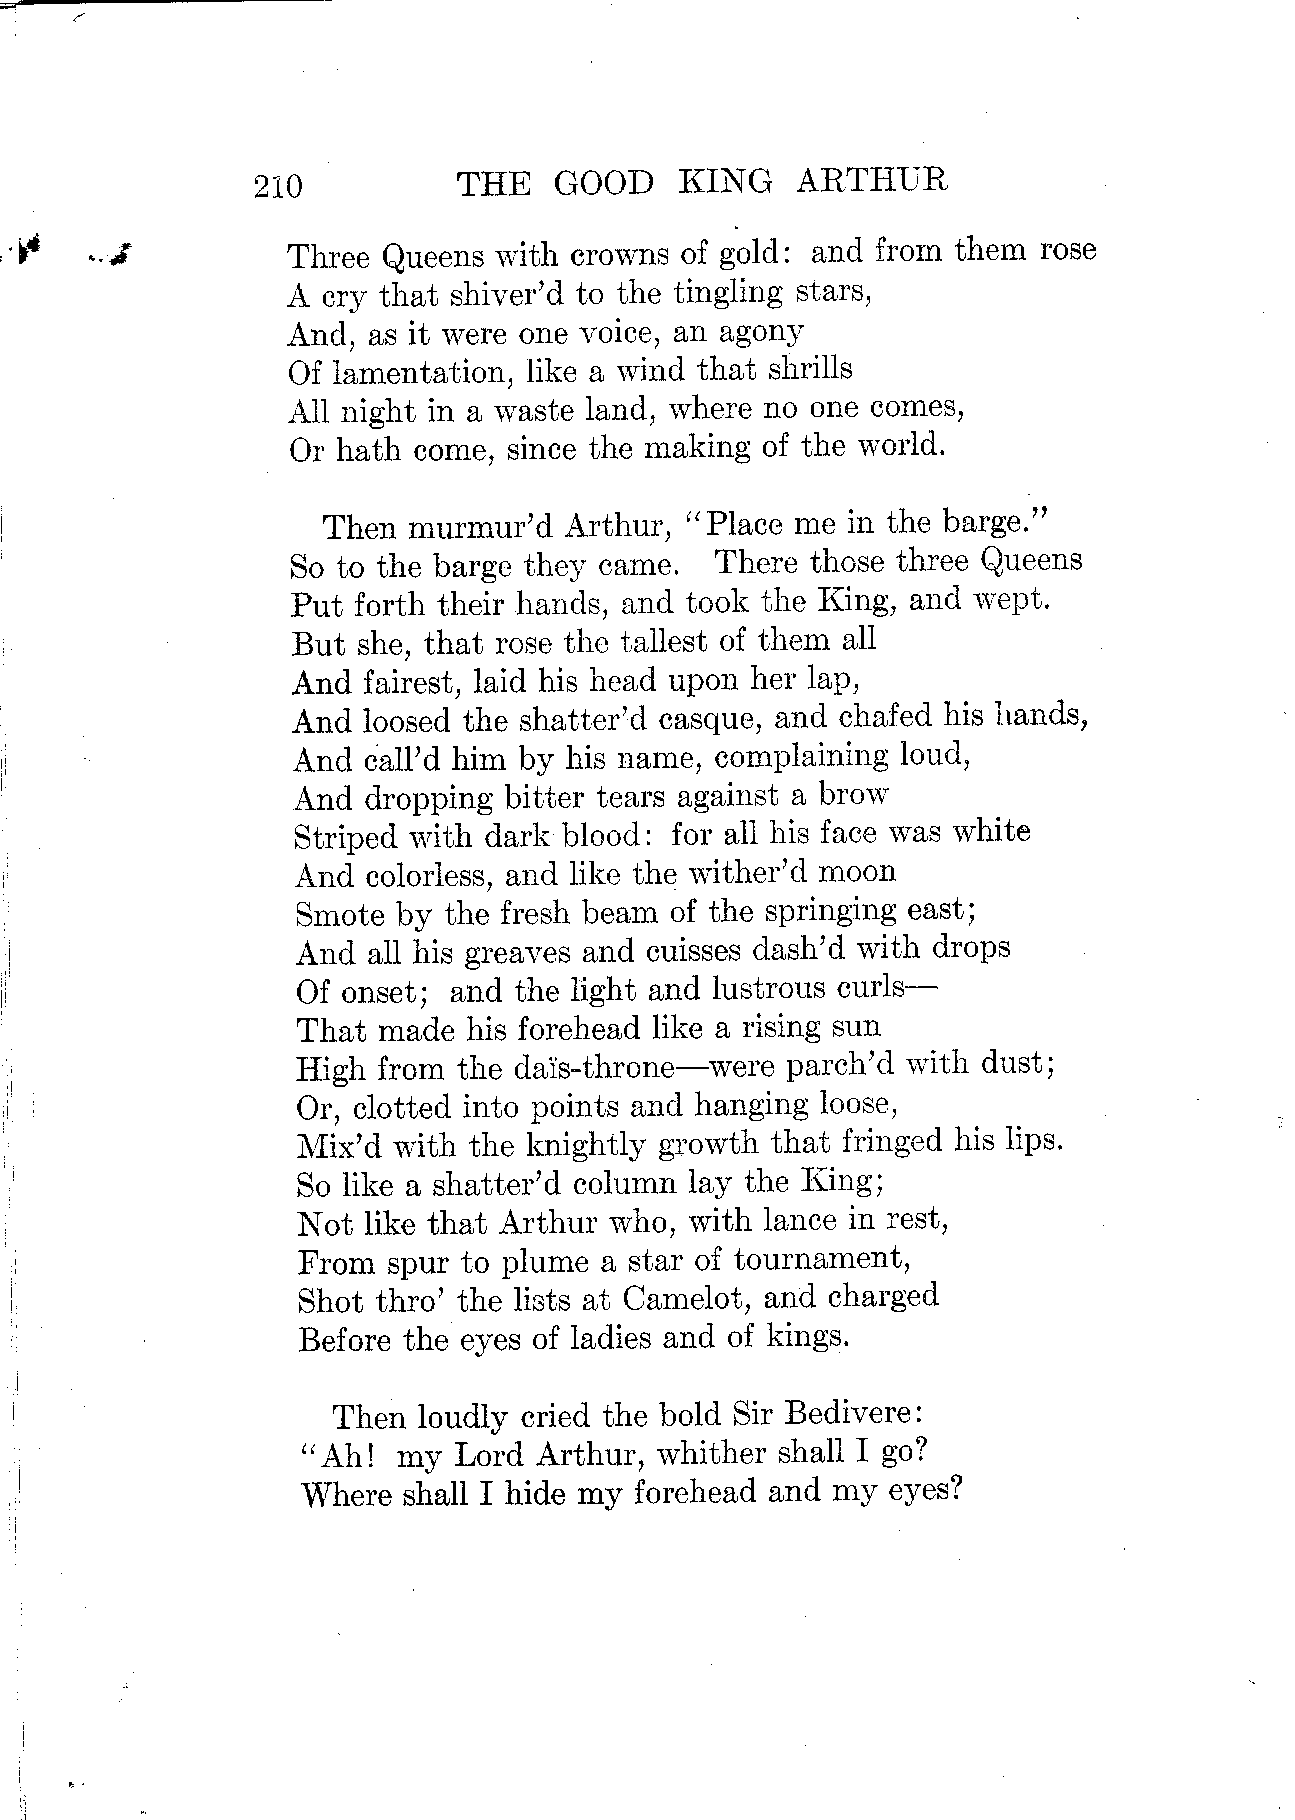 210 THE GOOD KING ARTHUR
Three Queens with crowns of gold: and from them rose
A cry that shiver'd to the tingling stars,
And, as it were one voice, an agony
Of lamentation, like a wind that shrills
All night in a waste land, where no one comes,
Or hath come, since the making of the world.
Then murmur'd Arthur, "Place me in the barge."
So to the barge they came. There those three Queens
Put forth their hands, and took the King, and wept.
But she, that rose the tallest of them all
And fairest, laid his head upon her lap,
And loosed the shatter'd casque, and chafed his hands,
And call'd him by his name, complaining loud,
And dropping bitter tears against a brow
Striped with dark blood: for all his face was white
And colorless, and like the wither'd moon
Smote by the fresh beam of the springing east;
And all his greaves and cuisses dash'd with drops
Of onset; and the light and lustrous curls—
That made his forehead like a rising sun
High from the daïs-throne—were parch'd with dust;
Or, clotted into points and hanging loose,
Mix'd with the knightly growth that fringed his lips.
So like a shatter'd column lay the King;
Not like that Arthur who, with lance in rest,
From spur to plume a star of tournament,
Shot thro' the lists at Camelot, and charged
Before the eyes of ladies and of kings.
Then loudly cried the bold Sir Bedivere:
"Ah! my Lord Arthur, whither shall I go?
Where shall I hide my forehead and my eyes?